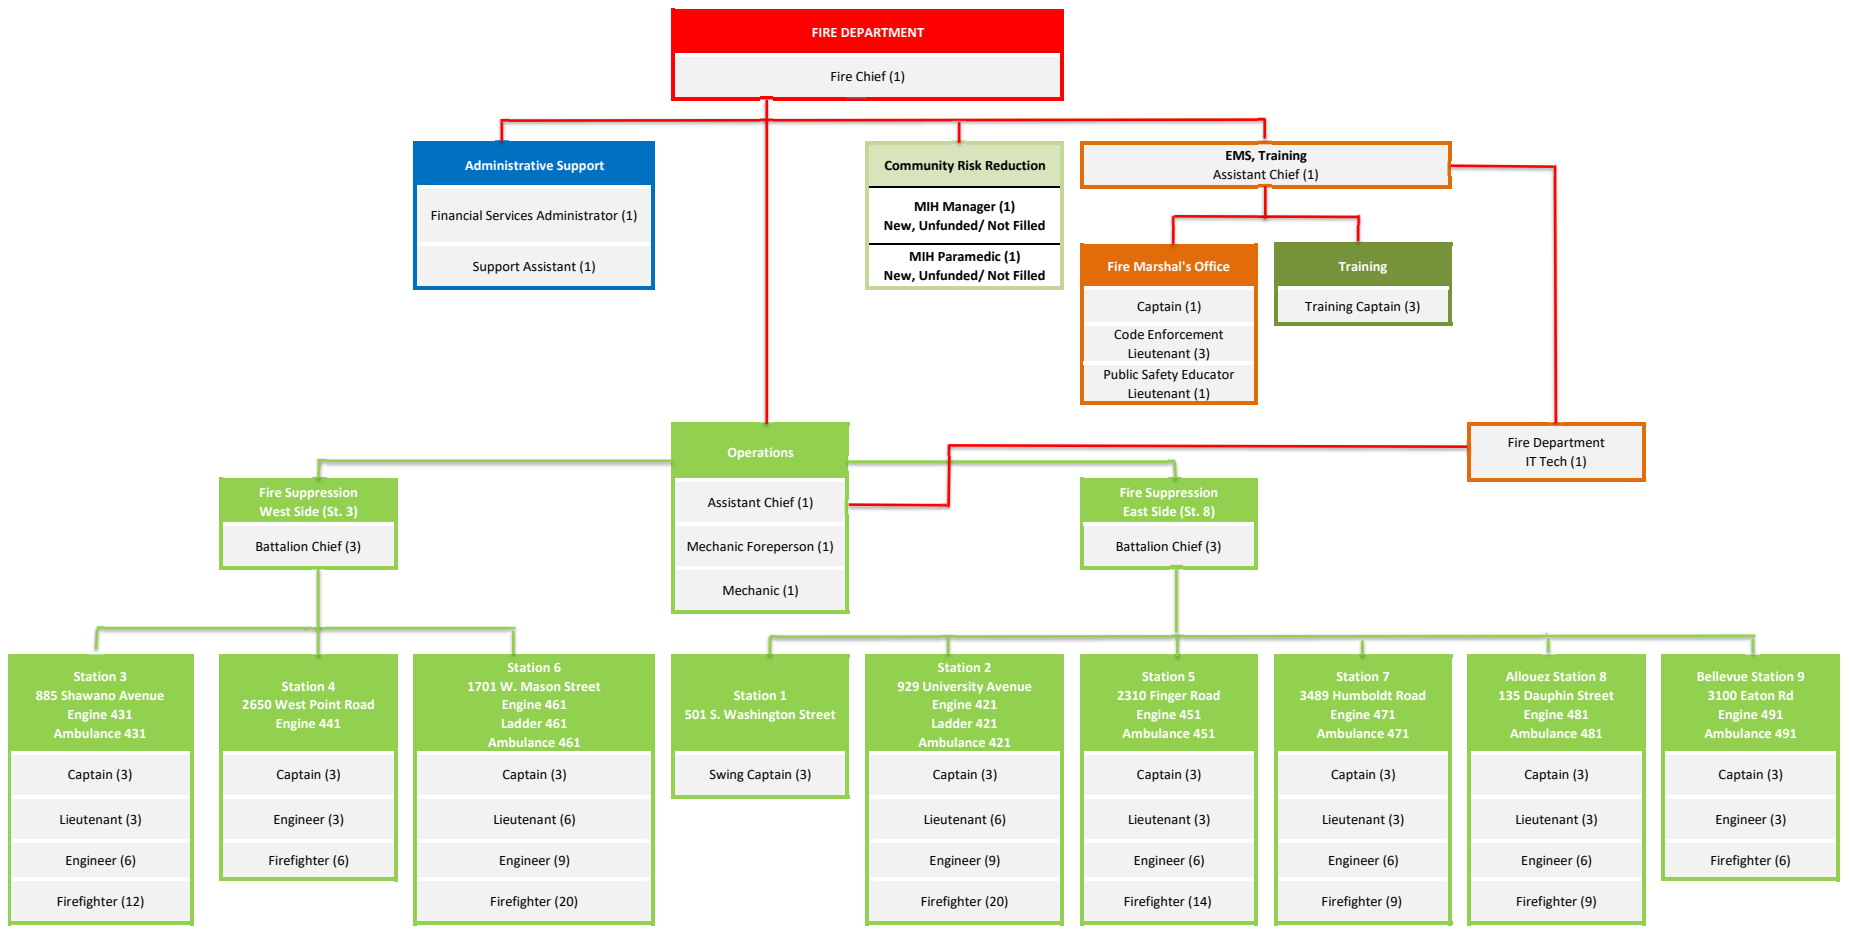 FIRE DEPARTMENT
Fire Chief (1)
Administrative Support
Financial Services Administrator (1)
Support Assistant (1)
Community Risk Reduction
MIH Manager (1)
New, Unfunded/ Not Filled
MIH Paramedic (1)
New, Unfunded/ Not Filled
EMS, Training
Assistant Chief (1)
Fire Marshal's Office
Captain (1)
Code Enforcement
Lieutenant (3)
Public Safety Educator
Lieutenant (1)
Training
Training Captain (3)
Fire Department
IT Tech (1)
Operations
Assistant Chief (1)
Mechanic Foreperson (1)
Mechanic (1)
Fire Suppression
West Side (St. 3)
Battalion Chief (3)
Fire Suppression
East Side (St. 8)
Battalion Chief (3)
Station 3
885 Shawano Avenue
Engine 431
Ambulance 431
Captain (3)
Lieutenant (3)
Engineer (6)
Firefighter (12)
Station 4
2650 West Point Road
Engine 441
Captain (3)
Engineer (3)
Firefighter (6)
Station 6
1701 W. Mason Street
Engine 461
Ladder 461
Ambulance 461
Captain (3)
Lieutenant (6)
Engineer (9)
Firefighter (20)
Station 1
501 S. Washington Street
Swing Captain (3)
Station 2
929 University Avenue
Engine 421
Ladder 421
Ambulance 421
Captain (3)
Lieutenant (6)
Engineer (9)
Firefighter (20)
Station 5
2310 Finger Road
Engine 451
Ambulance 451
Captain (3)
Lieutenant (3)
Engineer (6)
Firefighter (14)
Station 7
3489 Humboldt Road
Engine 471
Ambulance 471
Captain (3)
Lieutenant (3)
Engineer (6)
Firefighter (9)
Allouez Station 8
135 Dauphin Street
Engine 481
Ambulance 481
Captain (3)
Lieutenant (3)
Engineer (6)
Firefighter (9)
Bellevue Station 9
3100 Eaton Rd
Engine 491
Ambulance 491
Captain (3)
Engineer (3)
Firefighter (6)